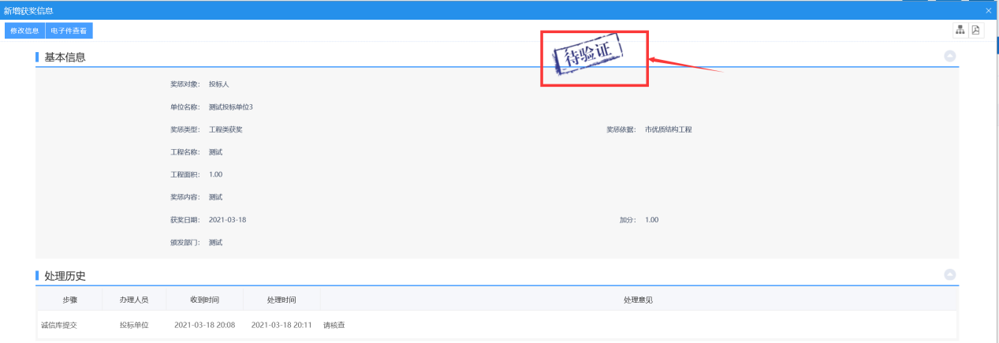 新增获奖信息
修改信息 电子件查看
基本信息 待验证
奖惩对象： 投标人
单位名称： 测试投标单位3
奖惩类型： 工程类获奖 奖惩依据： 市优质结构工程
工程名称： 测试
工程面积： 1.00
奖惩内容： 测试
获奖日期： 2021-03-18 加分： 1.00
颁发部门： 测试
处理历史
步骤 办理人员 收到时间 处理时间 处理意见
诚信库提交 投标单位 2021-03-18 20:08 2021-03-18 20:11 请核查